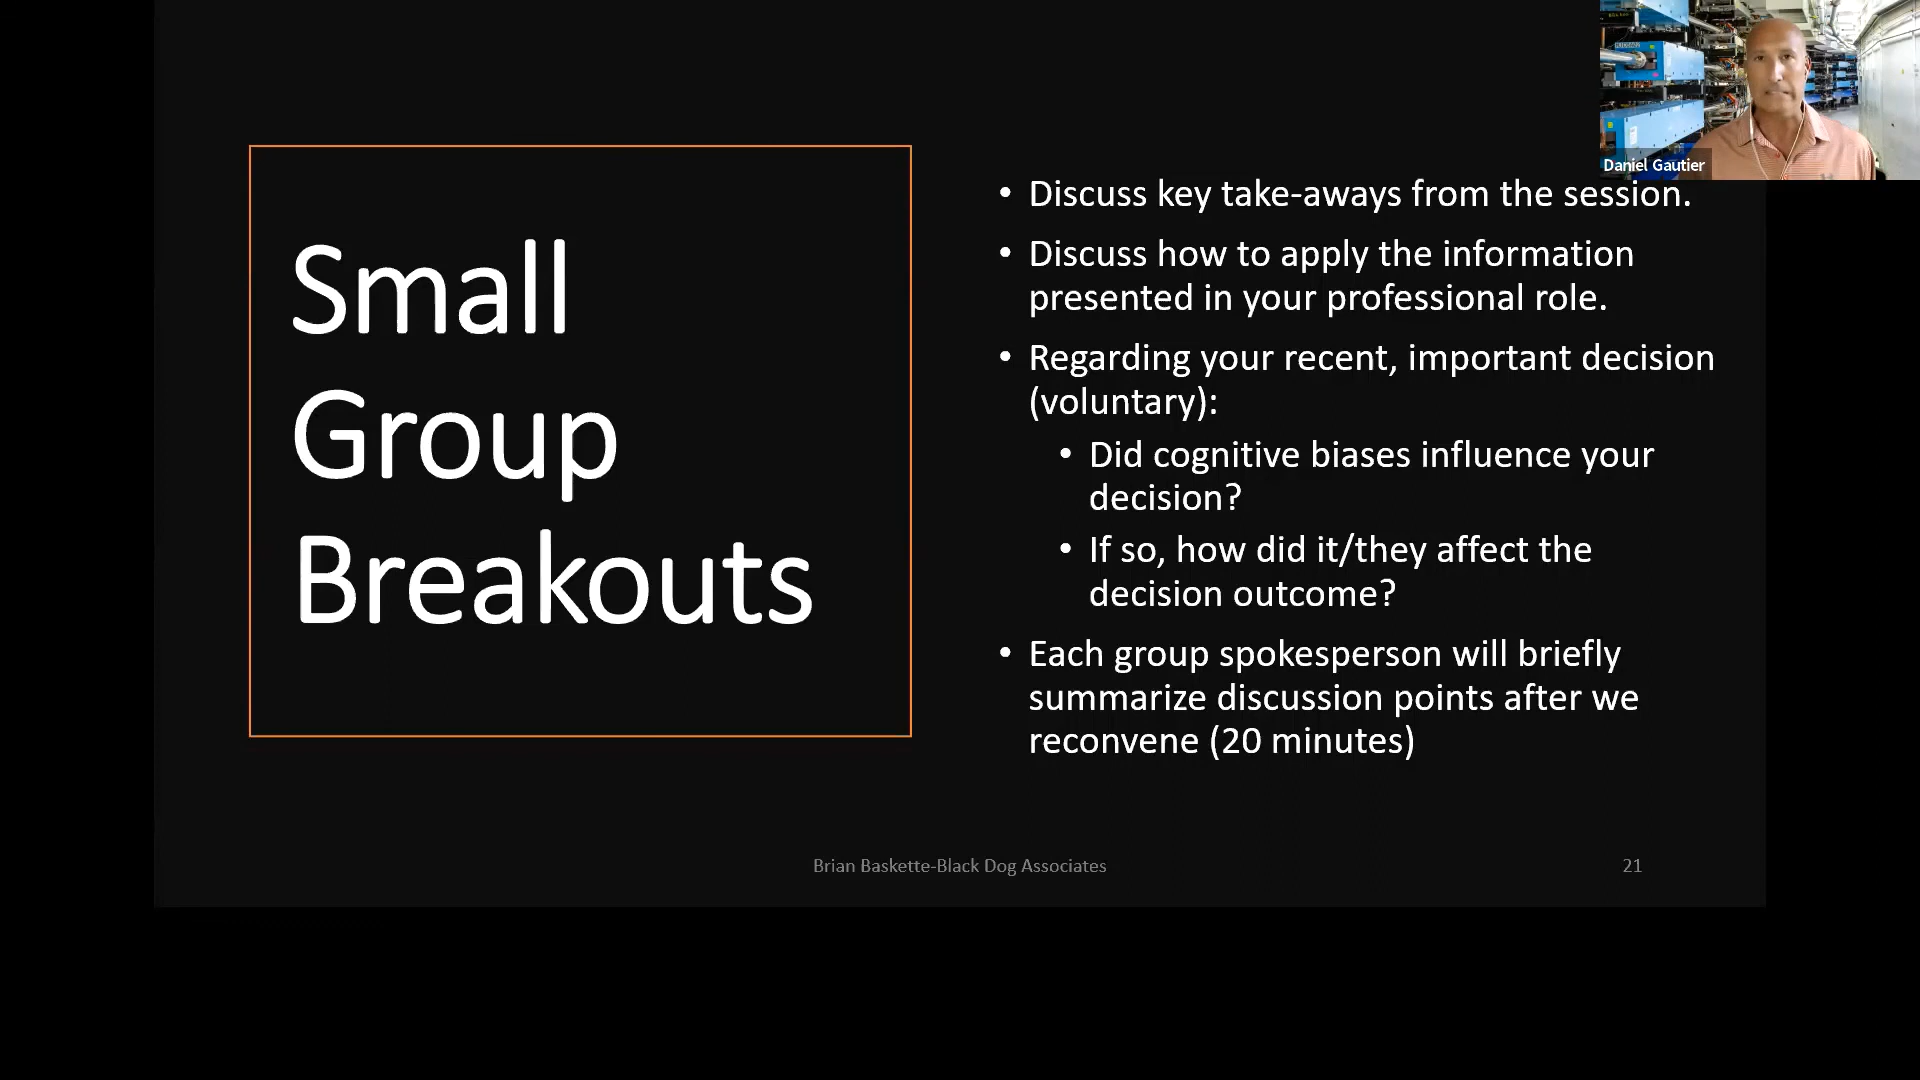 Daniel Gautier
Small
Group
Breakouts
• Discuss key take-aways from the session.
• Discuss how to apply the information
presented in your professional role.
• Regarding your recent, important decision
(voluntary):
• Did cognitive biases influence your
decision?
• If so, how did it/they affect the
decision outcome?
• Each group spokesperson will briefly
summarize discussion points after we
reconvene (20 minutes)
Brian Baskette-Black Dog Associates
21